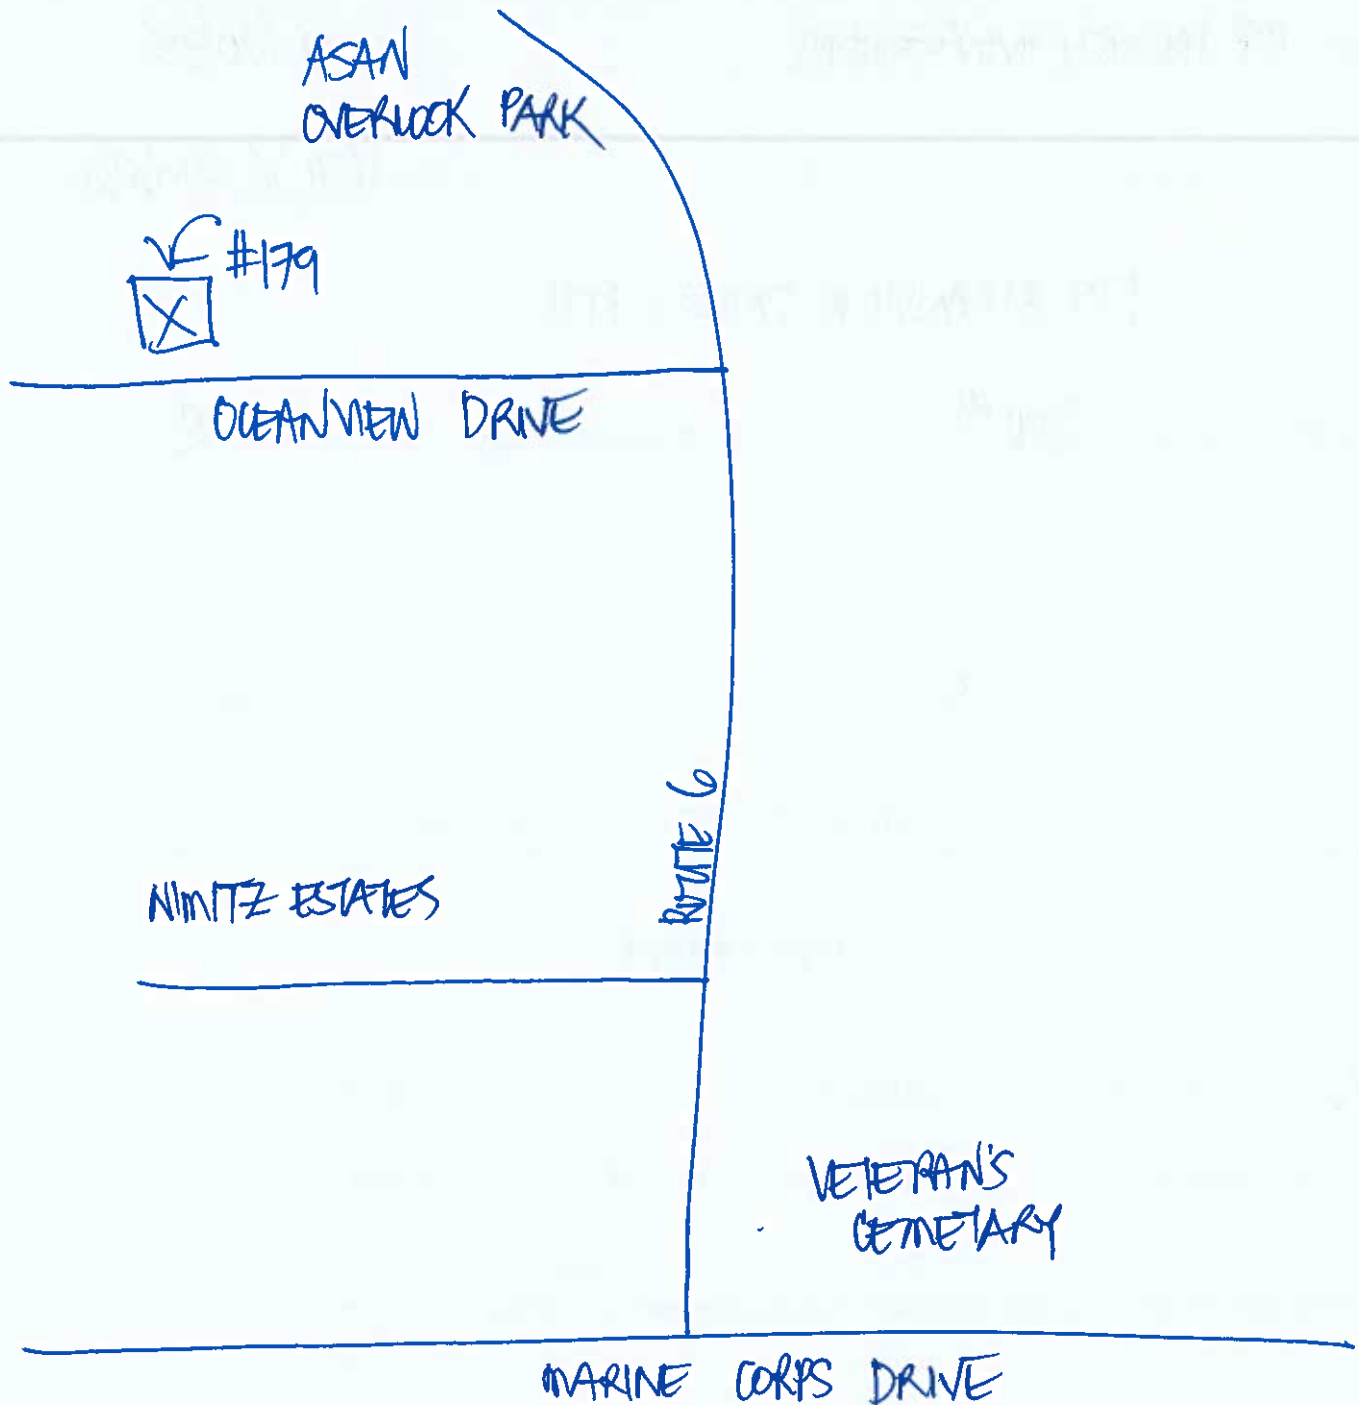 ASAN
OVERLOOK PARK
#179
X
OCEANVIEW DRIVE
ROUTE 6
NIMITZ ESTATES
VETERAN'S
CEMETARY
MARINE CORPS DRIVE